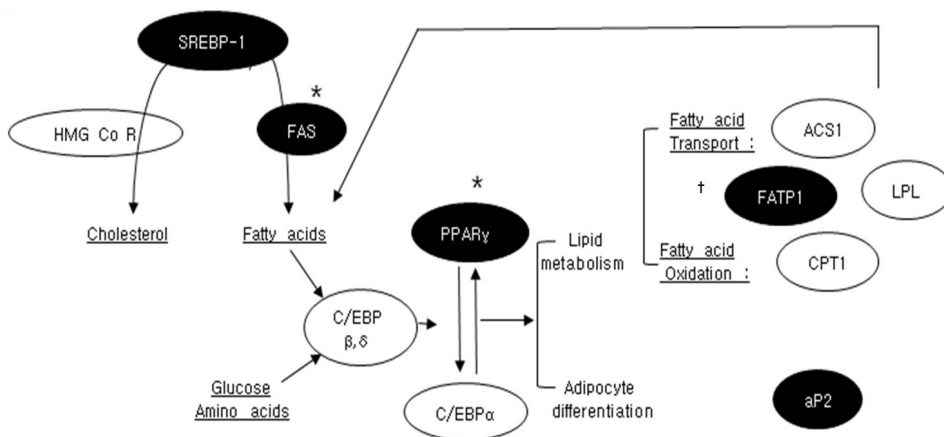 SREBP-1
*
HMG Co R
FAS
Fatty acid
Transport :
ACS1
†
FATP1
LPL
Cholesterol
Fatty acids
*
PPARɣ
Lipid
metabolism
Fatty acid
Oxidation :
CPT1
C/EBP
β,δ
Glucose
Amino acids
C/EBPα
Adipocyte
differentiation
aP2